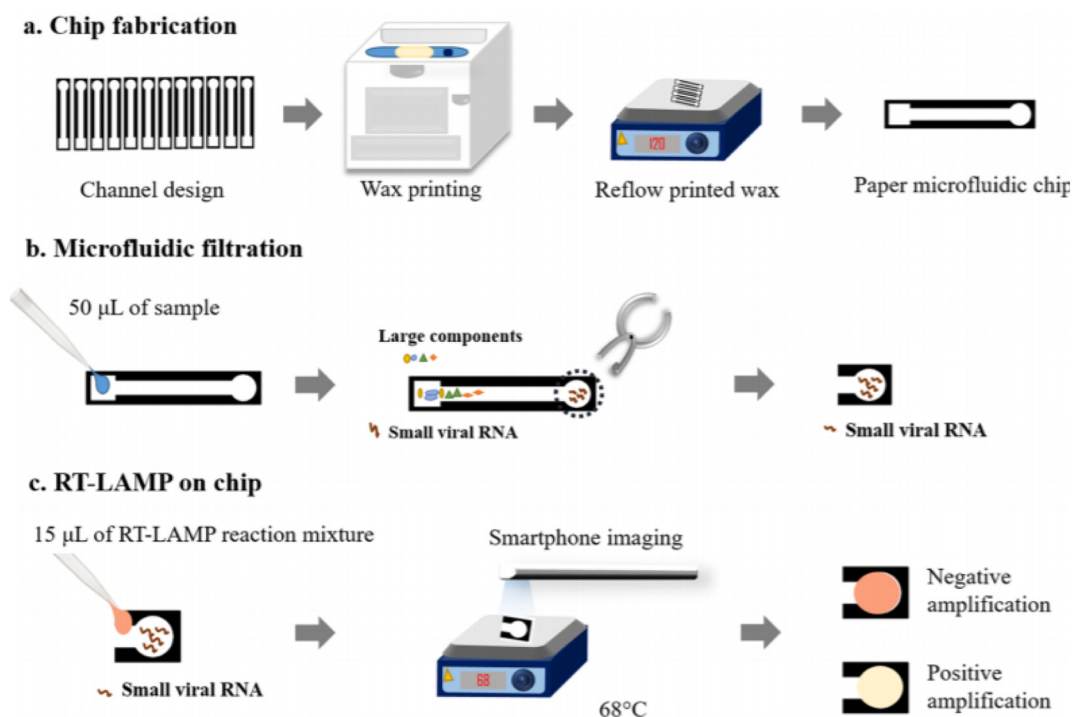 a. Chip fabrication
120
Channel design
Wax printing
Reflow printed wax
Paper microfluidic chip
b. Microfluidic filtration
50 μL of sample
Large components
Small viral RNA
Small viral RNA
c. RT-LAMP on chip
15 μL of RT-LAMP reaction mixture
Smartphone imaging
Negative
amplification
68
Small viral RNA
68°C
Positive
amplification